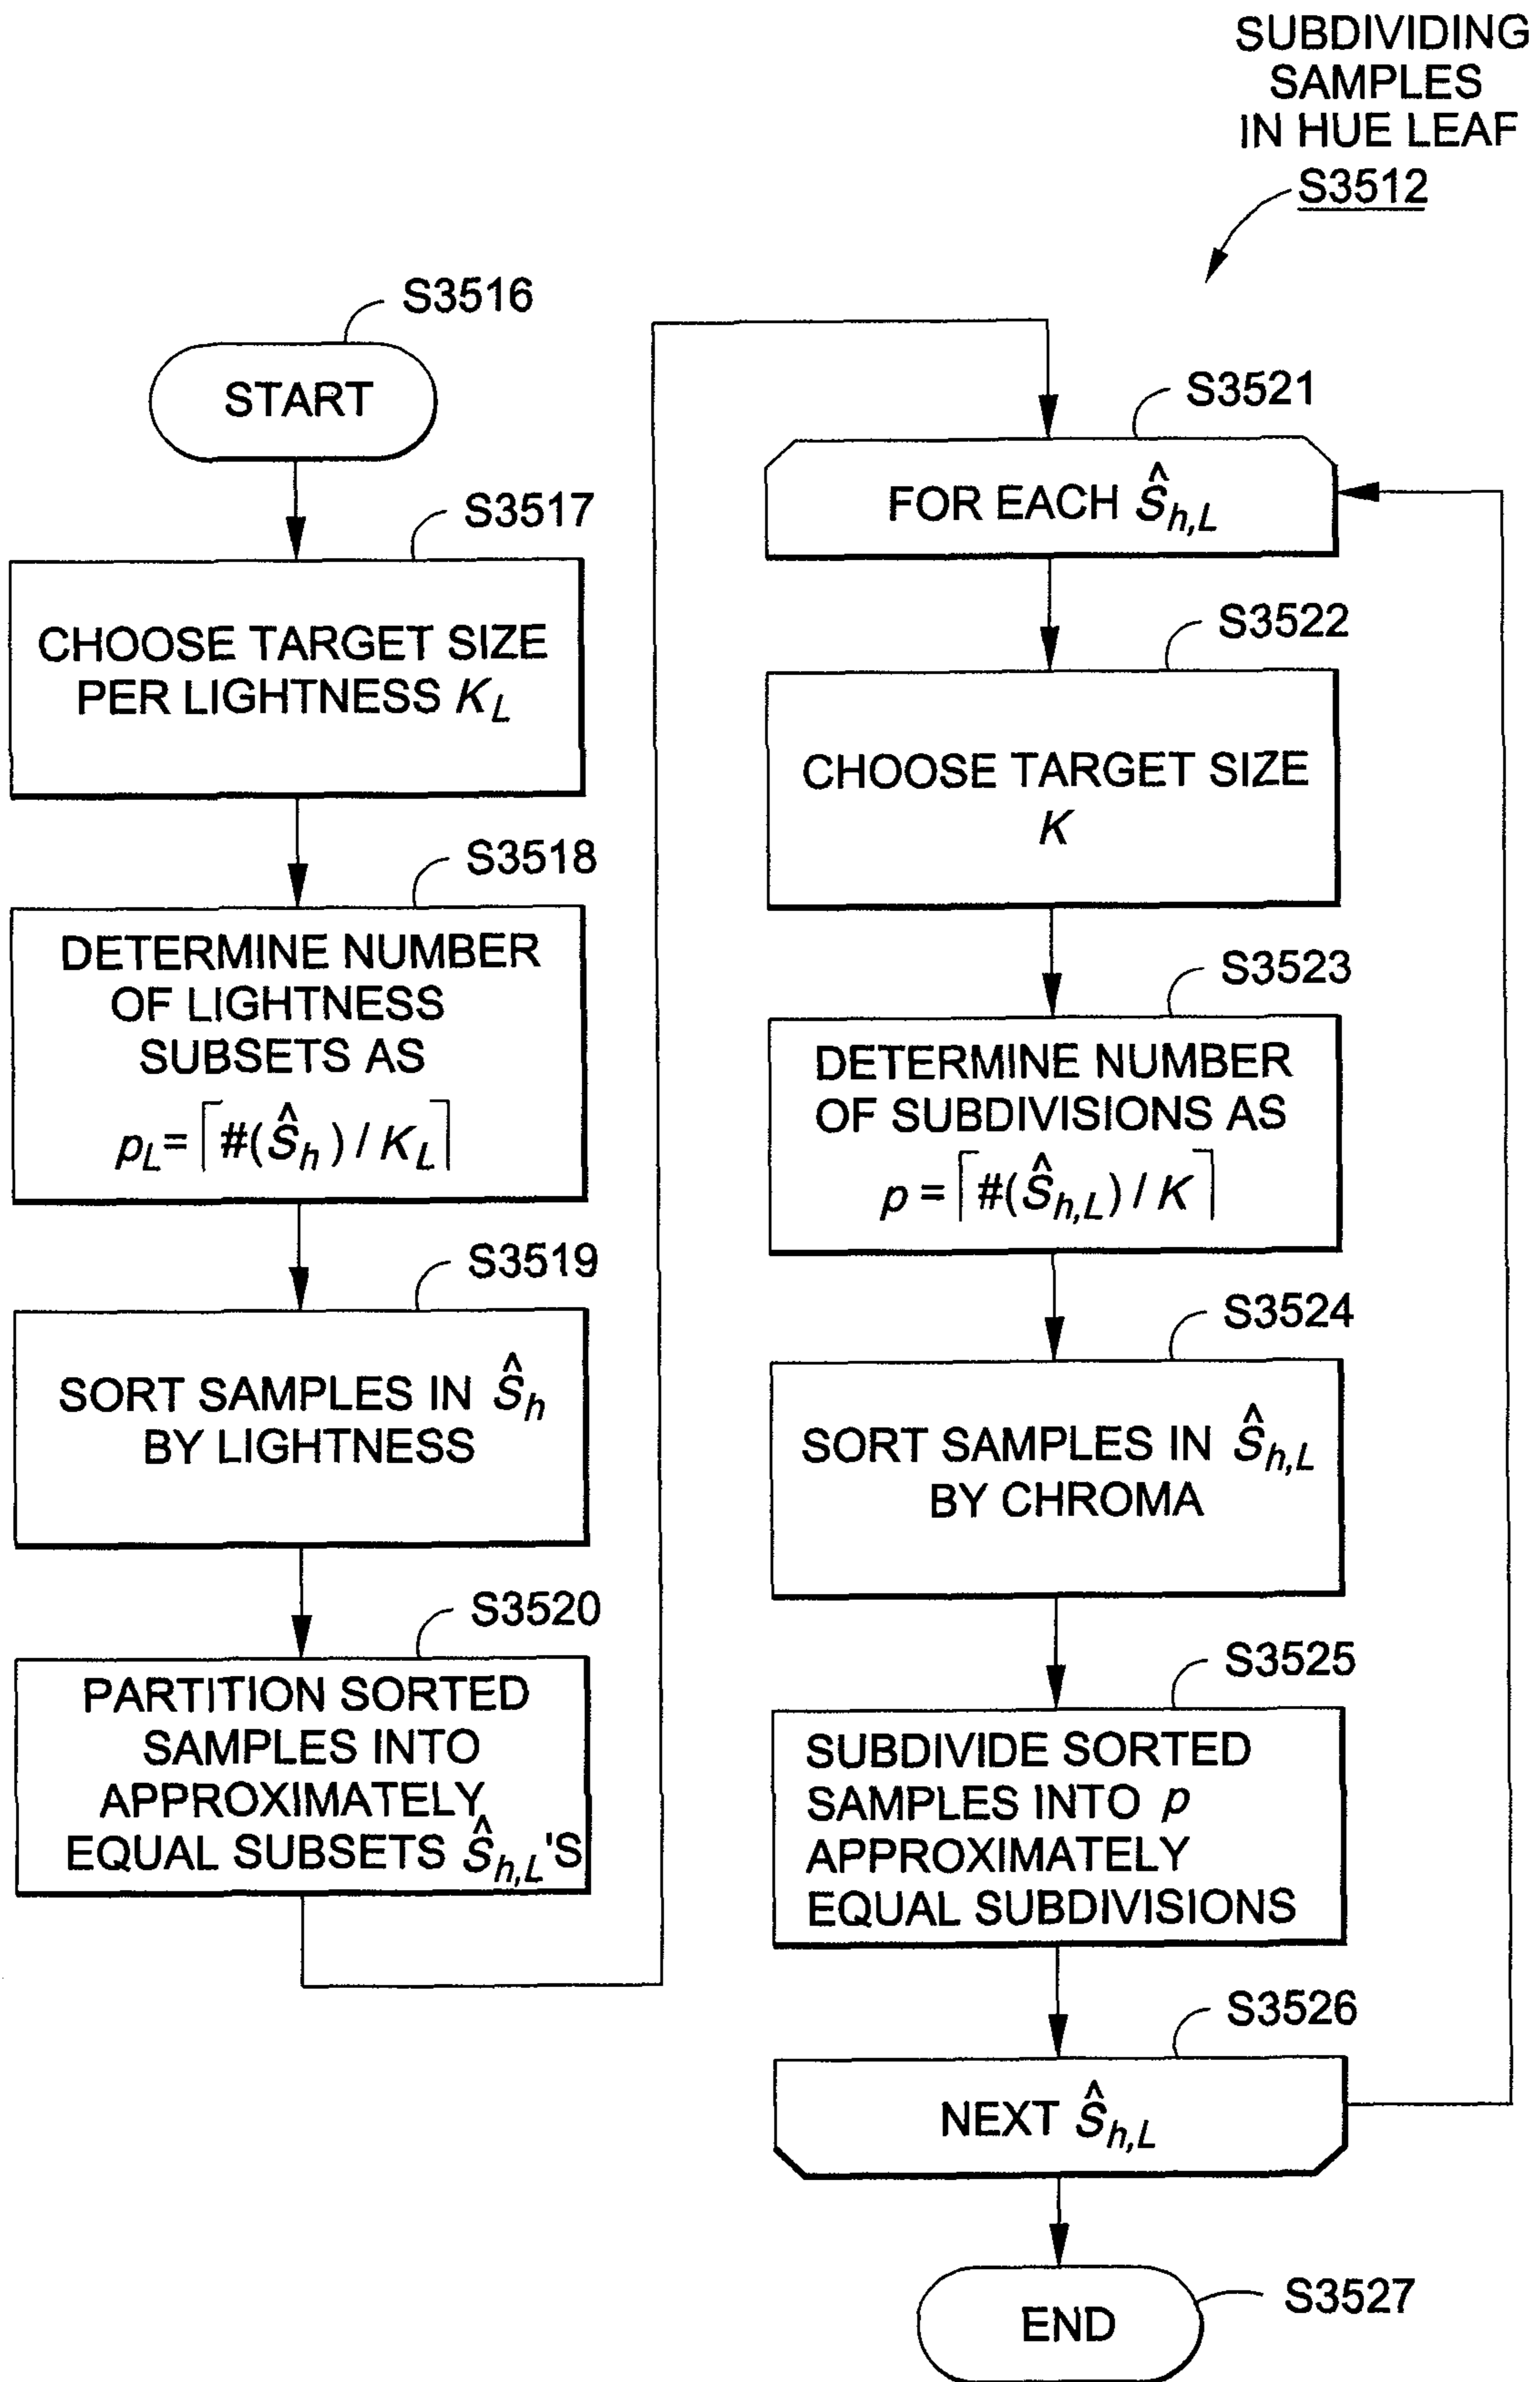 SUBDIVIDING
SAMPLES
IN HUE LEAF
S3512
S3516
START
S3517
CHOOSE TARGET SIZE
PER LIGHTNESS K_L
S3518
DETERMINE NUMBER
OF LIGHTNESS
SUBSETS AS
p_L = ⌈#(Ŝ_h) / K_L⌉
S3519
SORT SAMPLES IN Ŝ_h
BY LIGHTNESS
S3520
PARTITION SORTED
SAMPLES INTO
APPROXIMATELY
EQUAL SUBSETS Ŝ_h,L'S
S3521
FOR EACH Ŝ_h,L
S3522
CHOOSE TARGET SIZE
K
S3523
DETERMINE NUMBER
OF SUBDIVISIONS AS
p = ⌈#(Ŝ_h,L) / K⌉
S3524
SORT SAMPLES IN Ŝ_h,L
BY CHROMA
S3525
SUBDIVIDE SORTED
SAMPLES INTO p
APPROXIMATELY
EQUAL SUBDIVISIONS
S3526
NEXT Ŝ_h,L
S3527
END